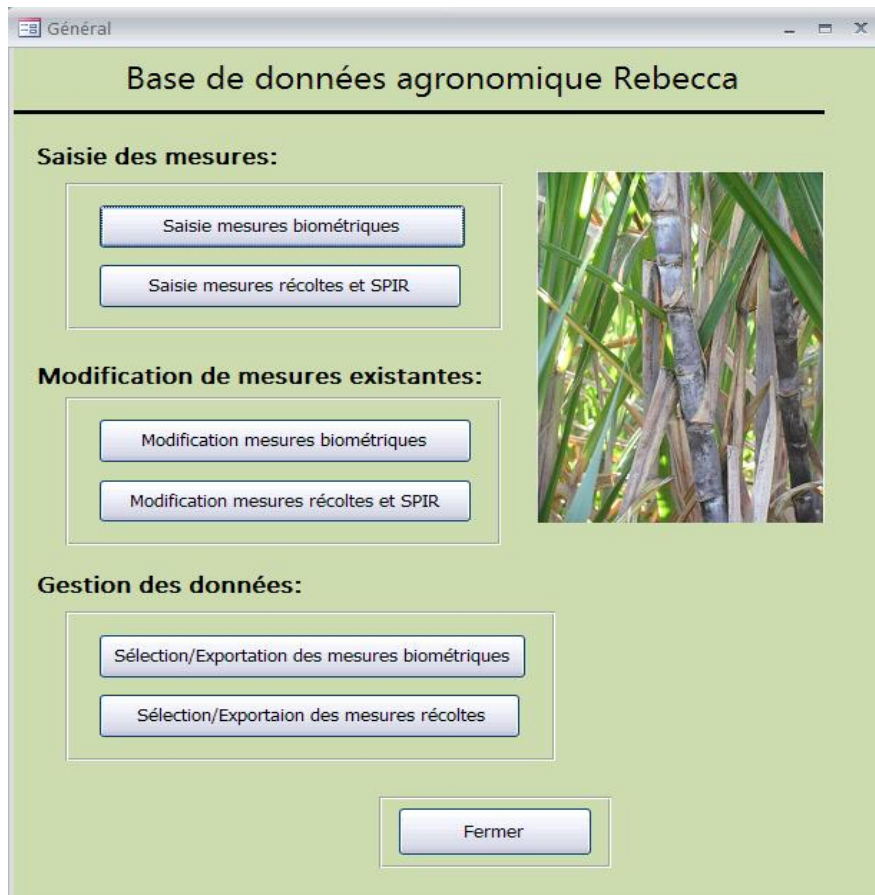 Général
Base de données agronomique Rebecca
Saisie des mesures:
Saisie mesures biométriques
Saisie mesures récoltes et SPIR
Modification de mesures existantes:
Modification mesures biométriques
Modification mesures récoltes et SPIR
Gestion des données:
Sélection/Exportation des mesures biométriques
Sélection/Exportaion des mesures récoltes
Fermer